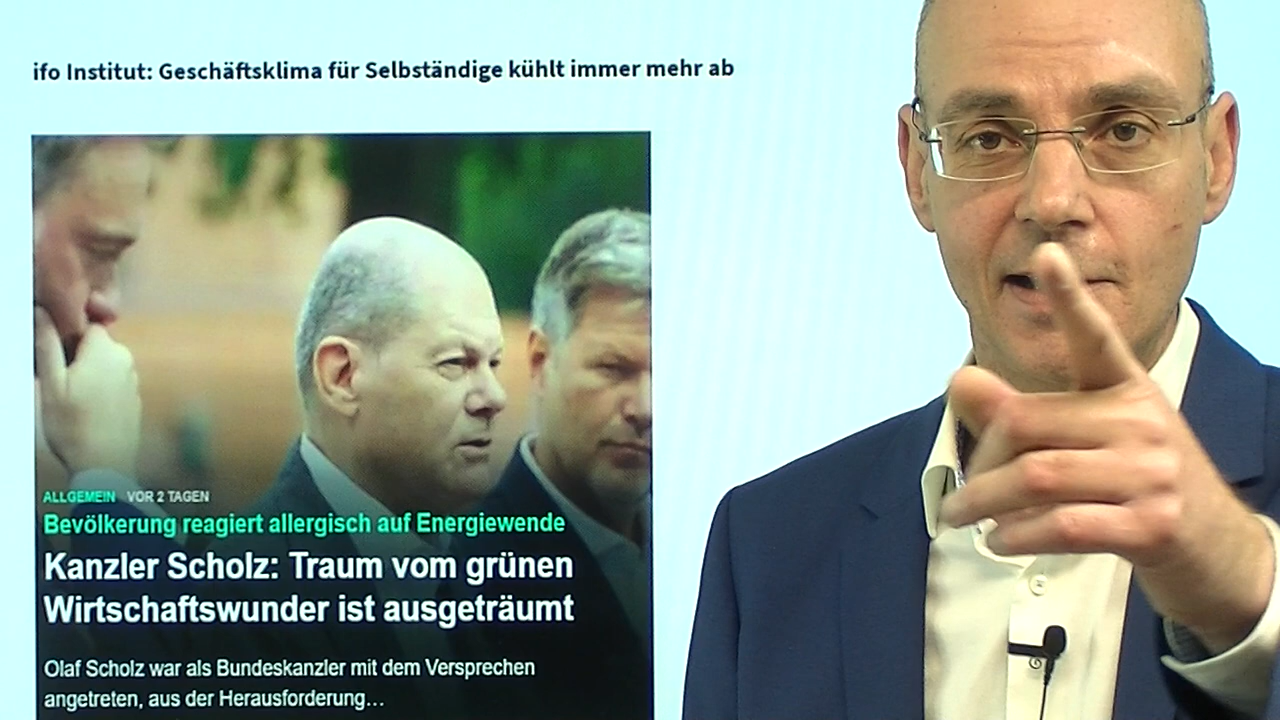 ifo Institut: Geschäftsklima für Selbständige kühlt immer mehr ab
ALLGEMEIN VOR 2 TAGEN
Bevölkerung reagiert allergisch auf Energiewende
Kanzler Scholz: Traum vom grünen
Wirtschaftswunder ist ausgeträumt
Olaf Scholz war als Bundeskanzler mit dem Versprechen
angetreten, aus der Herausforderung...